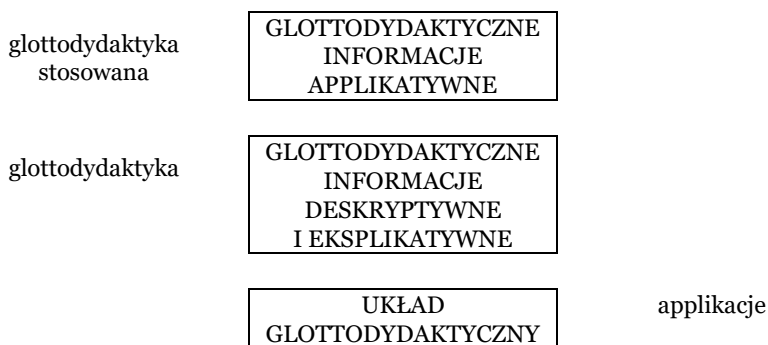 glottodydaktyka
stosowana
GLOTTODYDAKTYCZNE
INFORMACJE
APPLIKATYWNE
glottodydaktyka
GLOTTODYDAKTYCZNE
INFORMACJE
DESKRYPTYWNE
I EKSPLIKATYWNE
UKŁAD
GLOTTODYDAKTYCZNY
applikacje